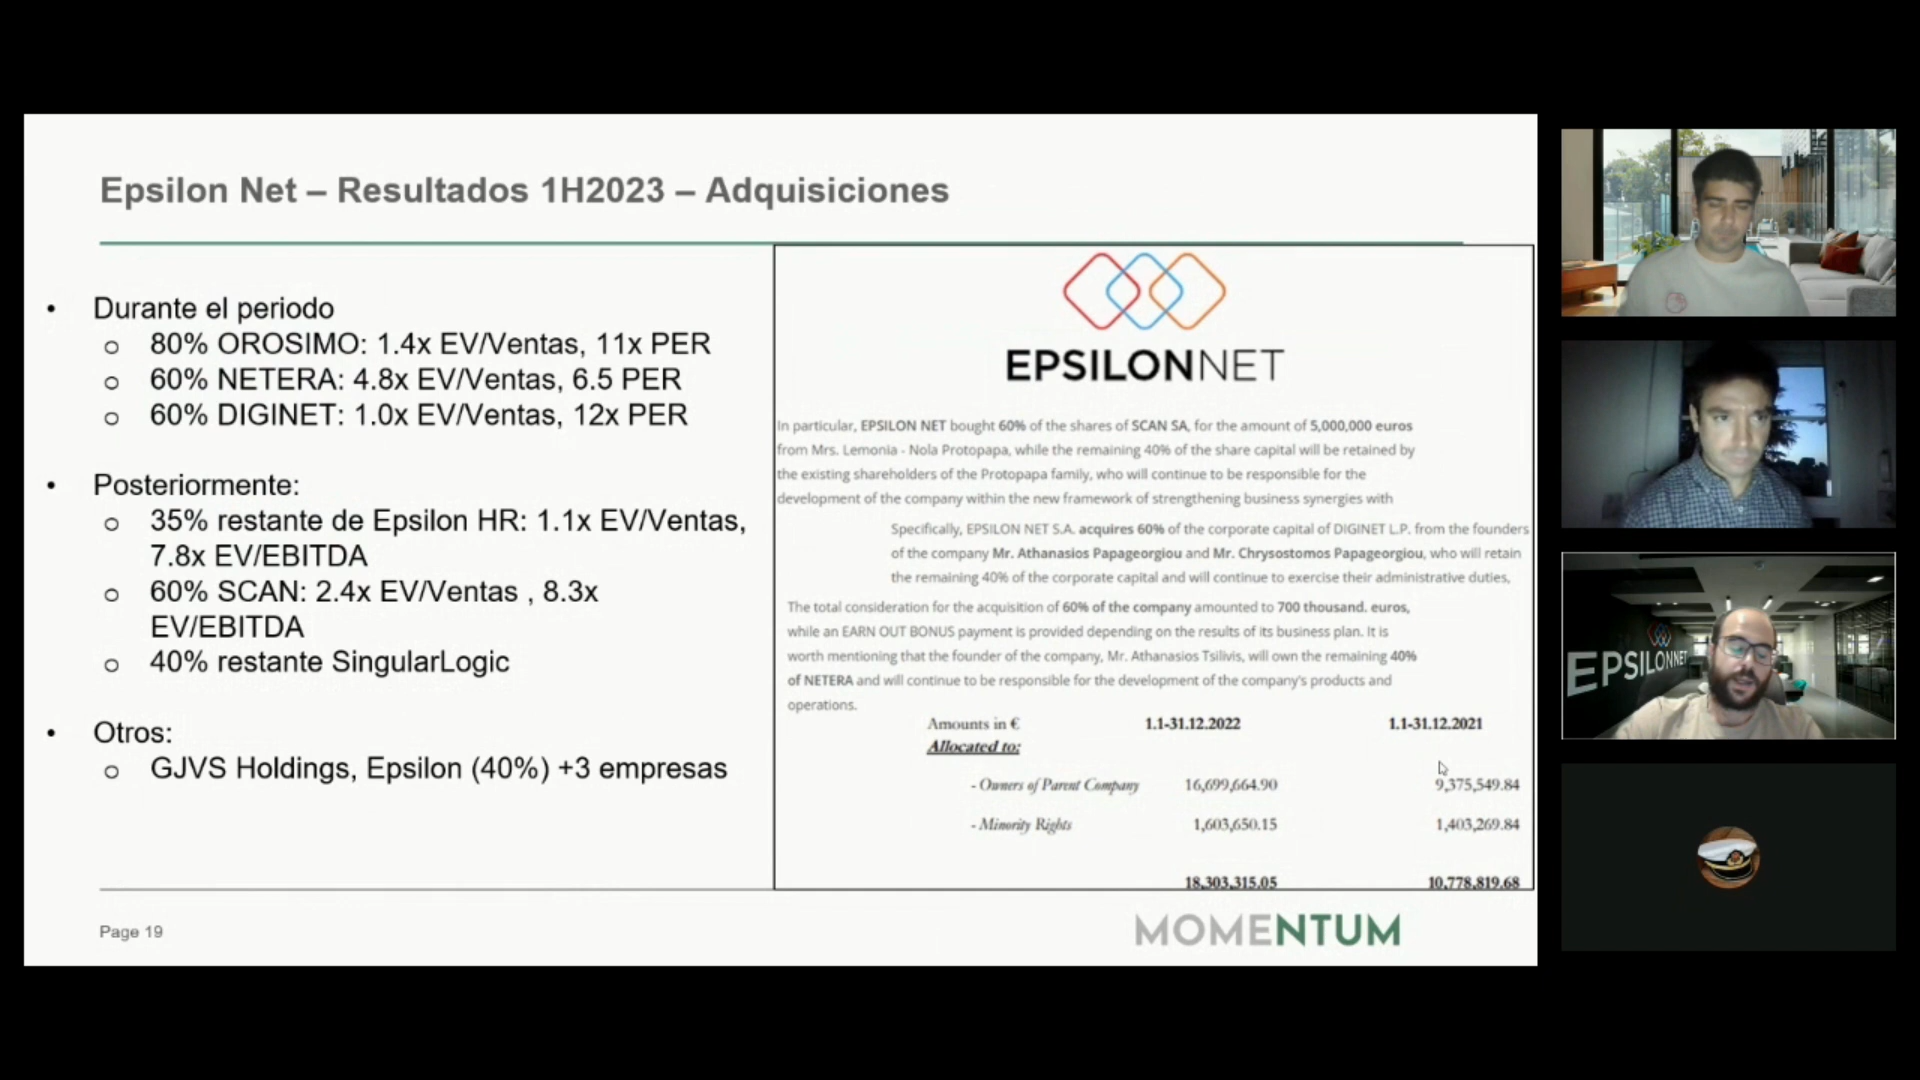 Epsilon Net – Resultados 1H2023 – Adquisiciones
• Durante el periodo
o 80% OROSIMO: 1.4x EV/Ventas, 11x PER
o 60% NETERA: 4.8x EV/Ventas, 6.5 PER
o 60% DIGINET: 1.0x EV/Ventas, 12x PER
• Posteriormente:
o 35% restante de Epsilon HR: 1.1x EV/Ventas,
7.8x EV/EBITDA
o 60% SCAN: 2.4x EV/Ventas , 8.3x
EV/EBITDA
o 40% restante SingularLogic
• Otros:
o GJVS Holdings, Epsilon (40%) +3 empresas
EPSILONNET
In particular, EPSILON NET bought 60% of the shares of SCAN SA, for the amount of 5,000,000 euros
from Mrs. Lemonia - Nola Protopapa, while the remaining 40% of the share capital will be retained by
the existing shareholders of the Protopapa family, who will continue to be responsible for the
development of the company within the new framework of strengthening business synergies with
Specifically, EPSILON NET S.A. acquires 60% of the corporate capital of DIGINET L.P. from the founders
of the company Mr. Athanasios Papageorgiou and Mr. Chrysostomos Papageorgiou, who will retain
the remaining 40% of the corporate capital and will continue to exercise their administrative duties,
The total consideration for the acquisition of 60% of the company amounted to 700 thousand. euros,
while an EARN OUT BONUS payment is provided depending on the results of its business plan. It is
worth mentioning that the founder of the company, Mr. Athanasios Tsilivis, will own the remaining 40%
of NETERA and will continue to be responsible for the development of the company's products and
operations.
Amounts in € 1.1-31.12.2022 1.1-31.12.2021
Allocated to:
- Owners of Parent Company 16,699,664.90 9,375,549.84
- Minority Rights 1,603,650.15 1,403,269.84
18,303,315.05 10,778,819.68
Page 19
MOMENTUM
EPSILONNET